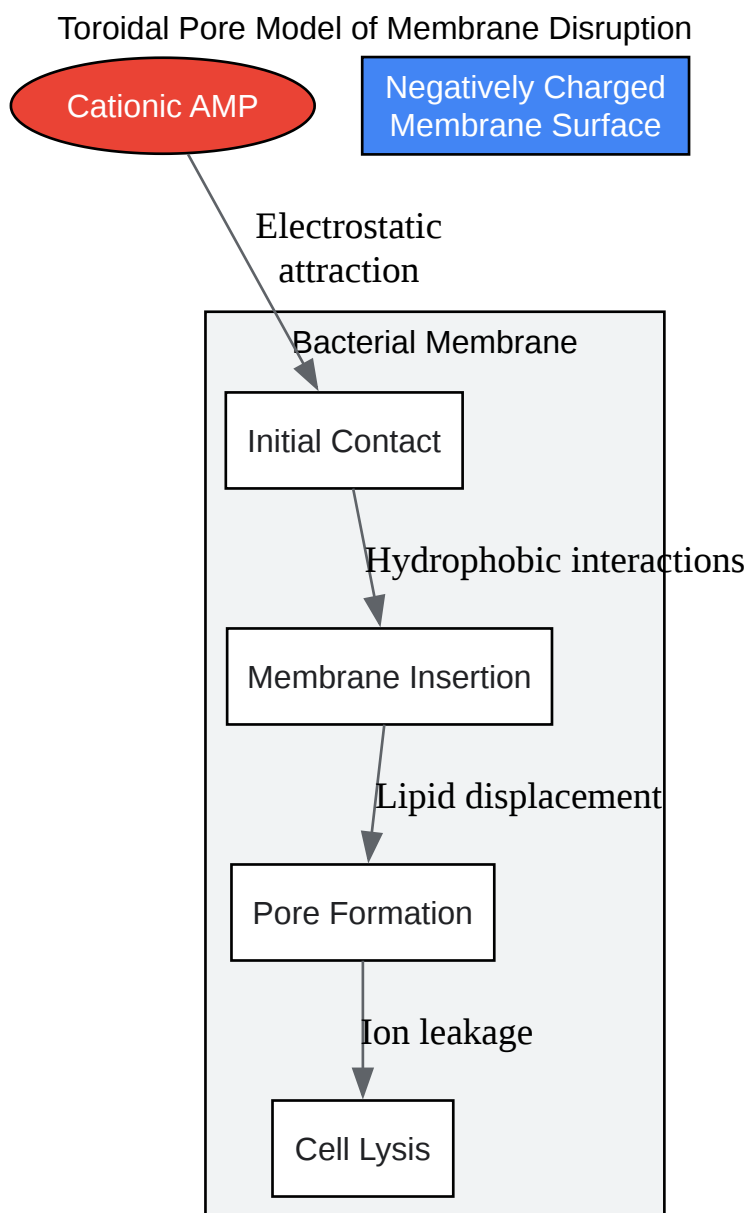 Toroidal Pore Model of Membrane Disruption
Cationic AMP
Negatively Charged
Membrane Surface
Electrostatic
attraction
Bacterial Membrane
Initial Contact
Hydrophobic interactions
Membrane Insertion
Lipid displacement
Pore Formation
Ion leakage
Cell Lysis